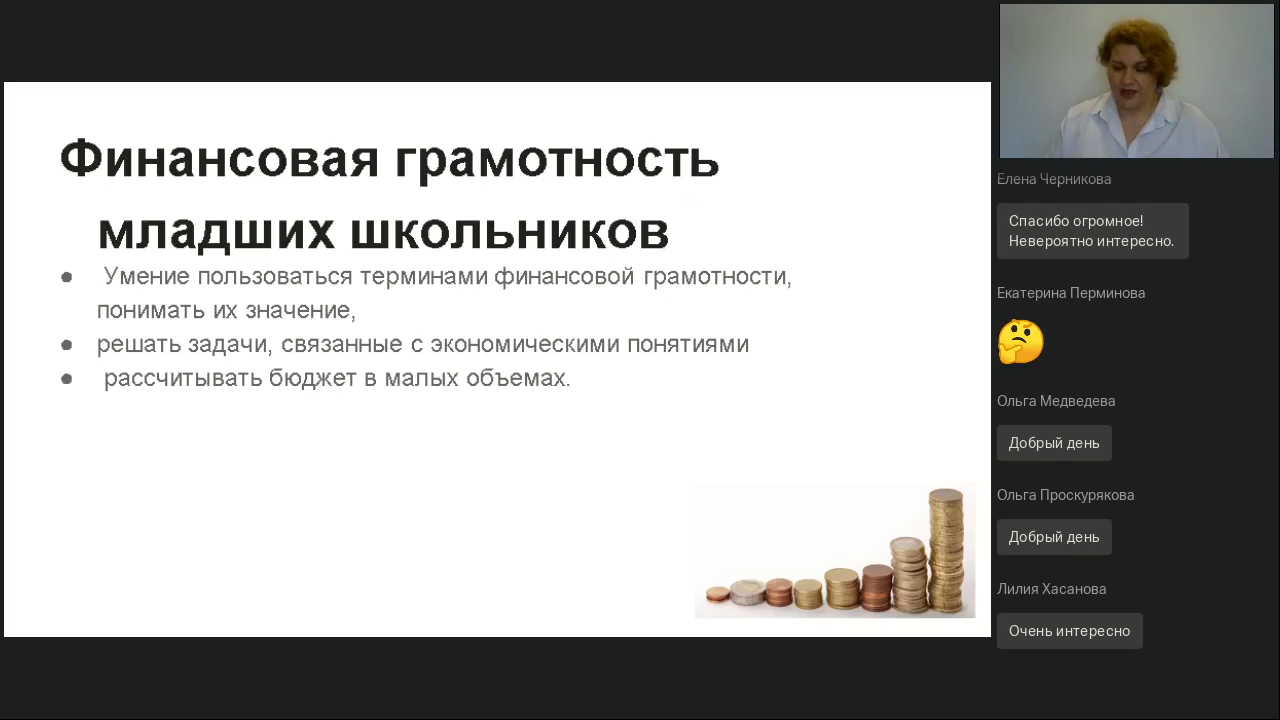 Финансовая грамотность
младших школьников
● Умение пользоваться терминами финансовой грамотности,
понимать их значение,
● решать задачи, связанные с экономическими понятиями
● рассчитывать бюджет в малых объемах.
Елена Черникова
Спасибо огромное!
Невероятно интересно.
Екатерина Перминова
🤔
Ольга Медведева
Добрый день
Ольга Проскурякова
Добрый день
Лилия Хасанова
Очень интересно